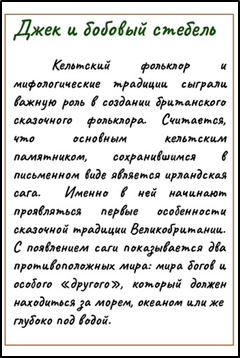 Джек и бобовый стебель
Кельтский фольклор и
мифологические традиции сыграли
важную роль в создании британского
сказочного фольклора. Считается,
что основным кельтским
памятником, сохранившимся в
письменном виде является ирландская
сага. Именно в ней начинают
проявляться первые особенности
сказочной традиции Великобритании.
С появлением саги показывается два
противоположных мира: мира богов и
особого «другого», который должен
находиться за морем, океаном или же
глубоко под водой.